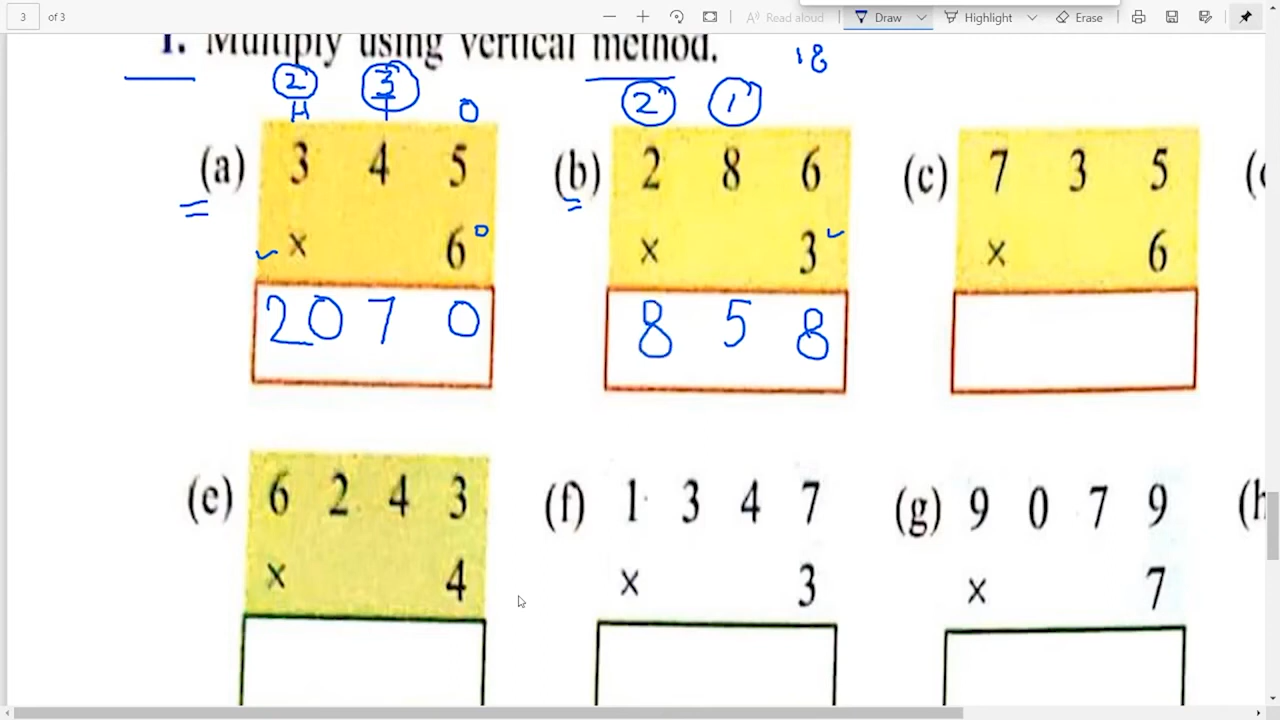 3 of 3 Read aloud Draw Highlight Erase
1. Multiply using vertical method. 18
2 3 2 1
H T O
(a) 3 4 5 (b) 2 8 6 (c) 7 3 5
× 6 × 3 × 6
2 0 7 0 8 5 8
(e) 6 2 4 3 (f) 1 3 4 7 (g) 9 0 7 9 (h
× 4 × 3 × 7